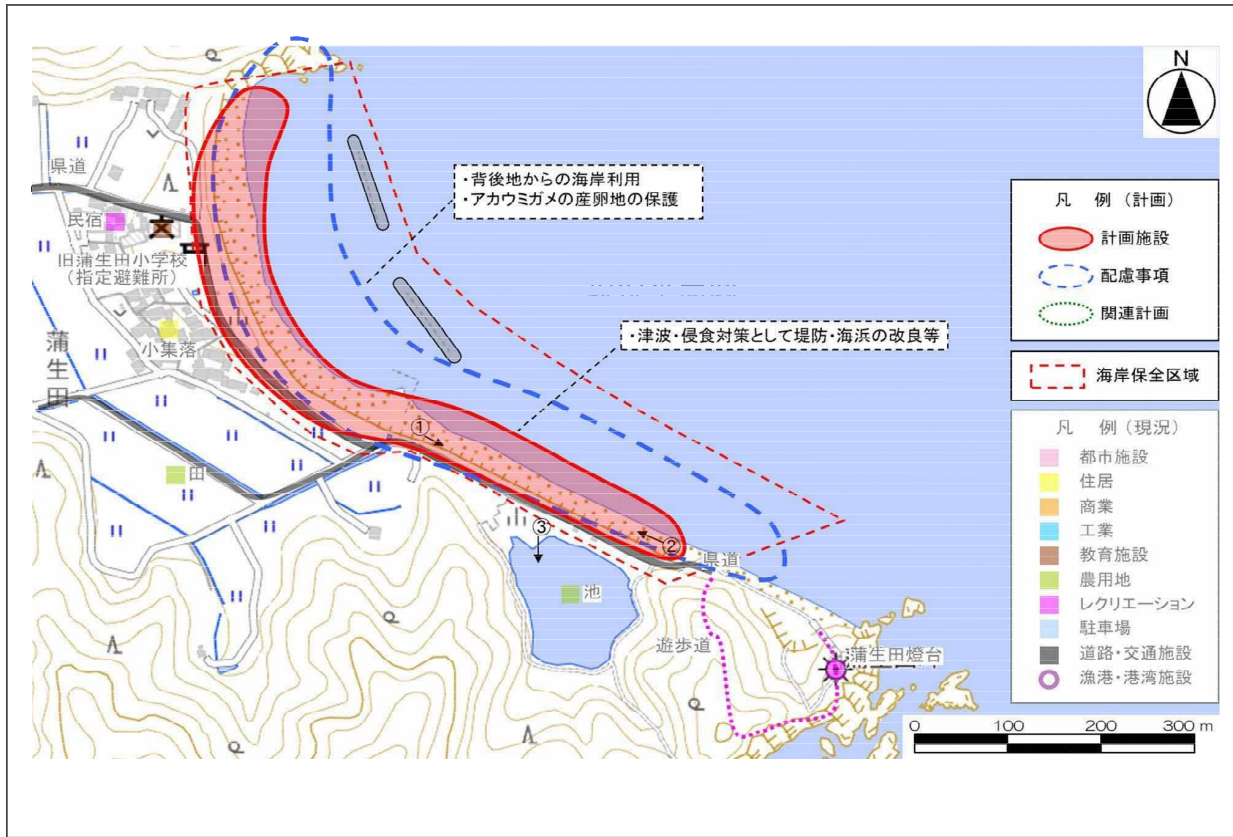 N
・背後地からの海岸利用
・アカウミガメの産卵地の保護
県道
民宿
旧蒲生田小学校
(指定避難所)
小集落
蒲生田
田
・津波・侵食対策として堤防・海浜の改良等
①
②
③
県道
池
遊歩道
蒲生田燈台
凡 例 (計画)
計画施設
配慮事項
関連計画
海岸保全区域
凡 例 (現況)
都市施設
住居
商業
工業
教育施設
農用地
レクリエーション
駐車場
道路・交通施設
漁港・港湾施設
0 100 200 300 m